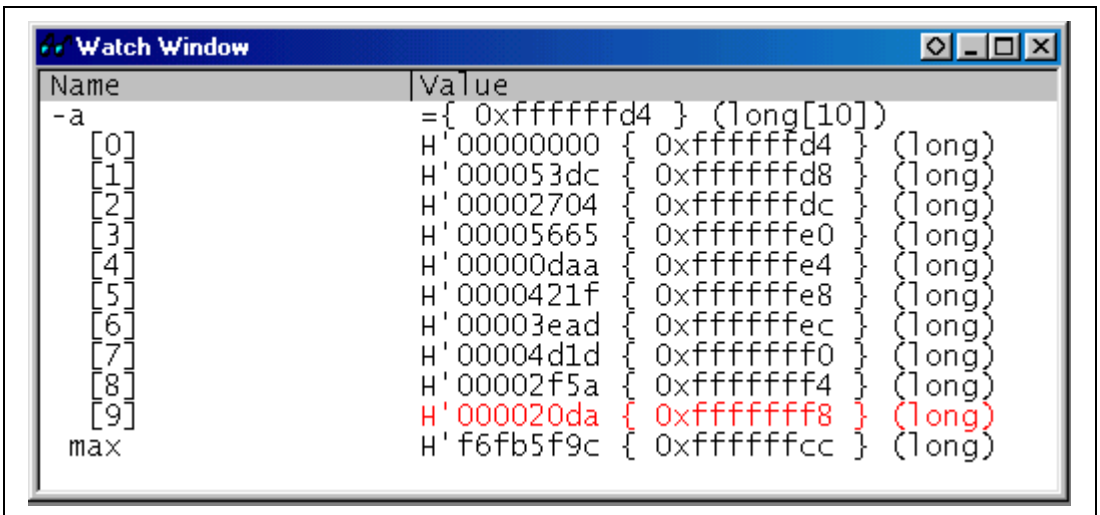 Watch Window
Name Value
-a ={ 0xffffffd4 } (long[10])
[0] H'00000000 { 0xffffffd4 } (long)
[1] H'000053dc { 0xffffffd8 } (long)
[2] H'00002704 { 0xffffffdc } (long)
[3] H'00005665 { 0xffffffe0 } (long)
[4] H'00000daa { 0xffffffe4 } (long)
[5] H'0000421f { 0xffffffe8 } (long)
[6] H'00003ead { 0xffffffec } (long)
[7] H'00004d1d { 0xfffffff0 } (long)
[8] H'00002f5a { 0xfffffff4 } (long)
[9] H'000020da { 0xfffffff8 } (long)
max H'f6fb5f9c { 0xffffffcc } (long)